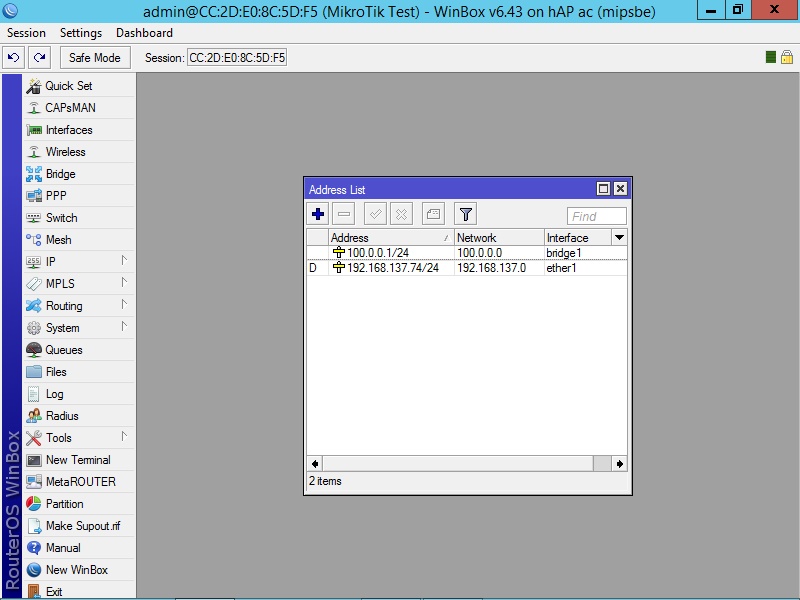 admin@CC:2D:E0:8C:5D:F5 (MikroTik Test) - WinBox v6.43 on hAP ac (mipsbe)
Session Settings Dashboard
Safe Mode Session: CC:2D:E0:8C:5D:F5
Quick Set
CAPsMAN
Interfaces
Wireless
Bridge
PPP
Switch
Mesh
IP
MPLS
Routing
System
Queues
Files
Log
Radius
Tools
New Terminal
MetaROUTER
Partition
Make Supout.rif
Manual
New WinBox
Exit
RouterOS WinBox
Address List
Find
Address Network Interface
100.0.0.1/24 100.0.0.0 bridge1
D 192.168.137.74/24 192.168.137.0 ether1
2 items